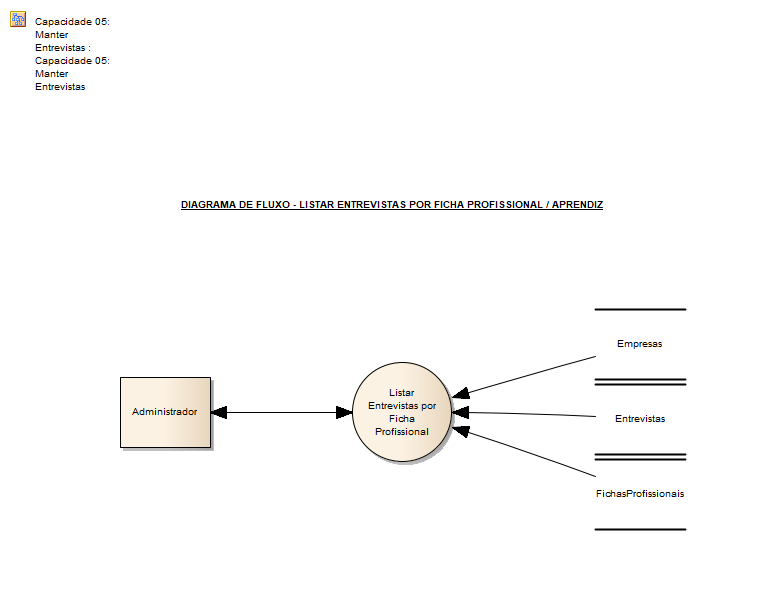 Capacidade 05:
Manter
Entrevistas :
Capacidade 05:
Manter
Entrevistas
DIAGRAMA DE FLUXO - LISTAR ENTREVISTAS POR FICHA PROFISSIONAL / APRENDIZ
Empresas
Administrador
Listar
Entrevistas por
Ficha
Profissional
Entrevistas
FichasProfissionais